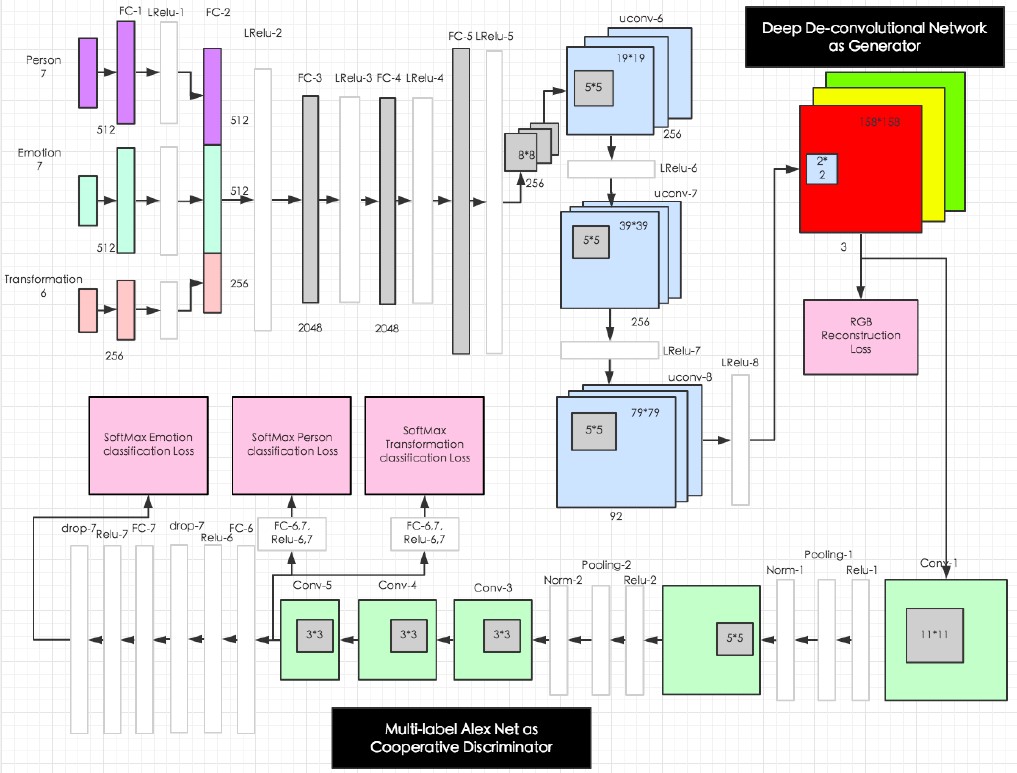 Deep De-convolutional Network
as Generator
Person
7
FC-1
LRelu-1
FC-2
512
512
LRelu-2
Emotion
7
512
512
Transformation
6
256
256
FC-3
LRelu-3
FC-4
LRelu-4
2048
2048
FC-5
LRelu-5
8*8
256
uconv-6
19*19
5*5
256
LRelu-6
uconv-7
39*39
5*5
256
LRelu-7
uconv-8
79*79
5*5
92
LRelu-8
158*158
2*
2
3
RGB
Reconstruction
Loss
SoftMax Emotion
classification Loss
SoftMax Person
classification Loss
SoftMax
Transformation
classification Loss
drop-7
Relu-7
FC-7
drop-7
Relu-6
FC-6
FC-6,7,
Relu-6,7
FC-6,7,
Relu-6,7
Conv-5
3*3
Conv-4
3*3
Conv-3
3*3
Norm-2
Pooling-2
Relu-2
5*5
Norm-1
Pooling-1
Relu-1
Conv-1
11*11
Multi-label Alex Net as
Cooperative Discriminator